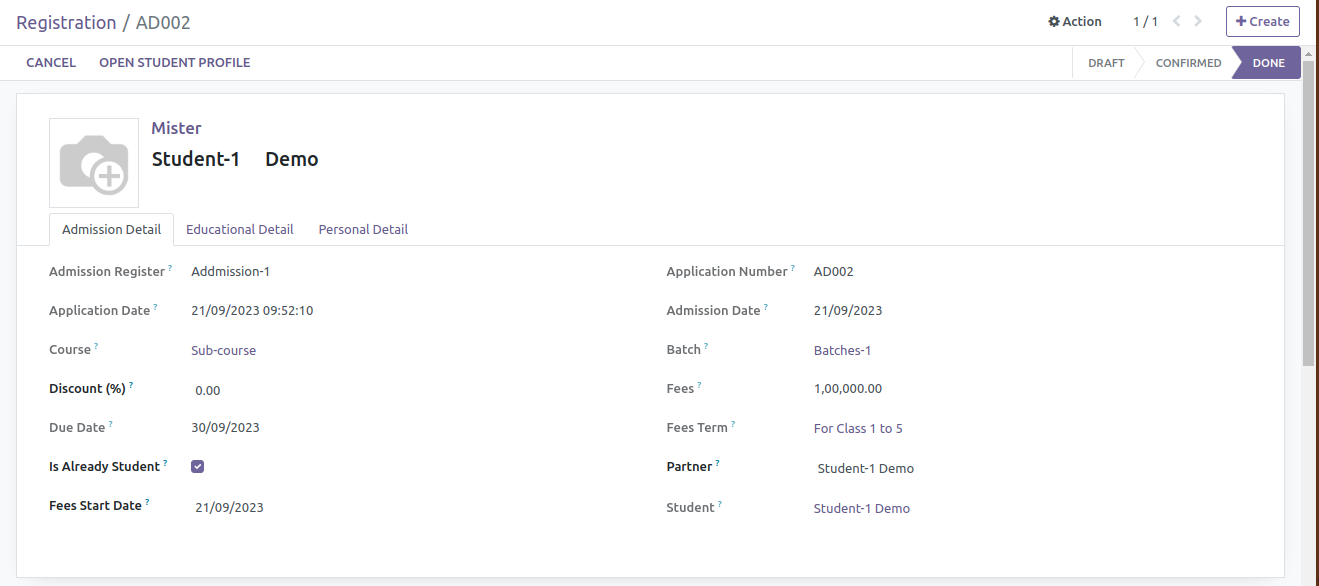 Registration / AD002
Action
1 / 1
Create
CANCEL OPEN STUDENT PROFILE
DRAFT CONFIRMED DONE
Mister
Student-1 Demo
Admission Detail Educational Detail Personal Detail
Admission Register ? Addmission-1
Application Number ? AD002
Application Date ? 21/09/2023 09:52:10
Admission Date ? 21/09/2023
Course ? Sub-course
Batch ? Batches-1
Discount (%) ? 0.00
Fees ? 1,00,000.00
Due Date ? 30/09/2023
Fees Term ? For Class 1 to 5
Is Already Student ?
Partner ? Student-1 Demo
Fees Start Date ? 21/09/2023
Student ? Student-1 Demo